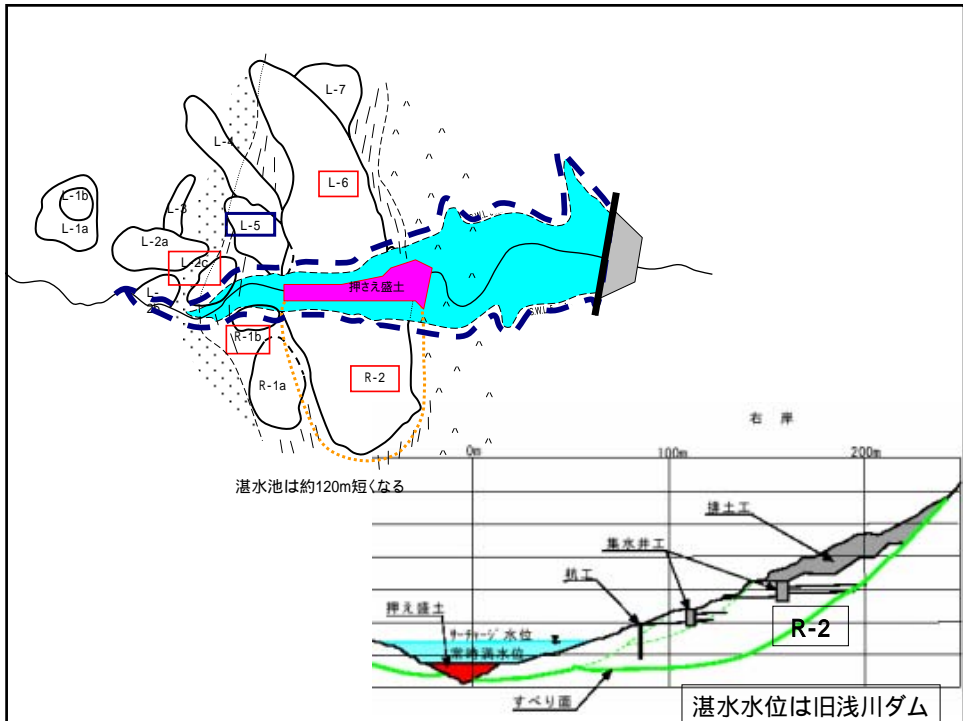 L-7
L-4
L-6
L-1b
L-3
L-1a
L-5
L-2a
L-2c
L-
2b
S.W.L
押さえ盛土
S.W.L
R-1b
R-1a
R-2
湛水池は約120m短くなる
右 岸
0m
100m
200m
排土工
集水井工
杭工
押え盛土
サーチャージ水位
常時満水位
R-2
すべり面
湛水水位は旧浅川ダム